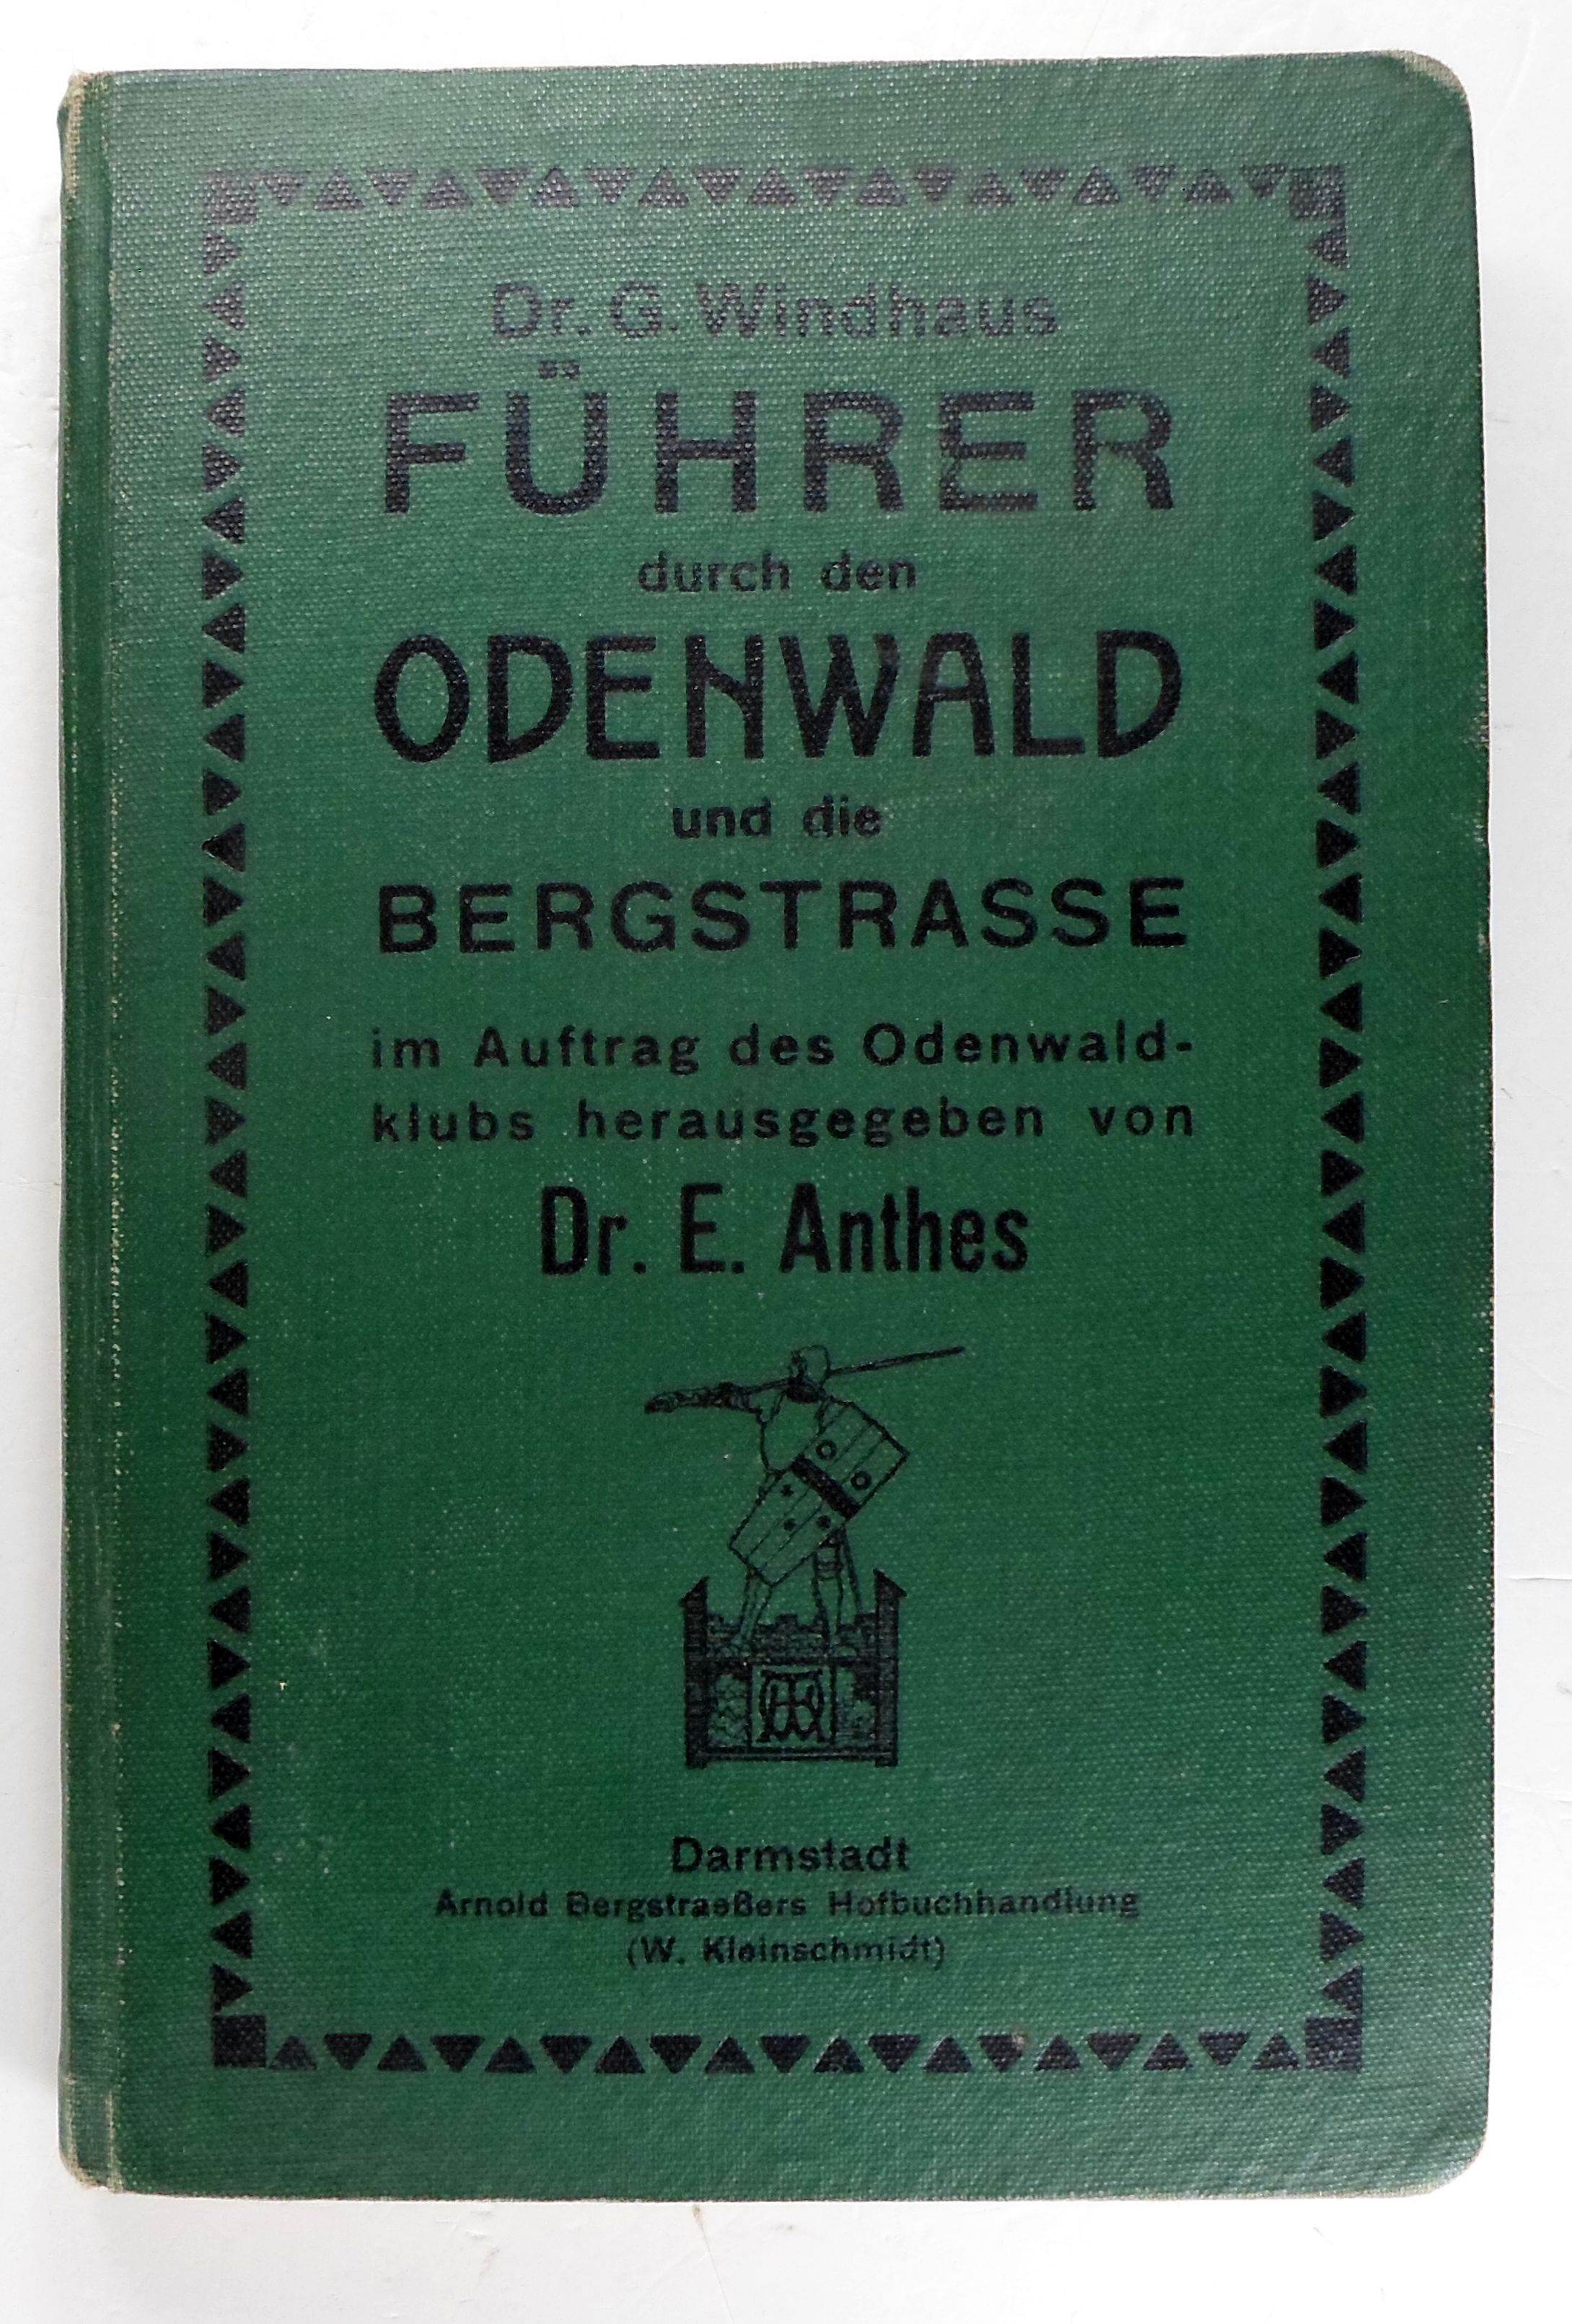 Dr. G. Windhaus
FÜHRER
durch den
ODENWALD
und die
BERGSTRASSE
im Auftrag des Odenwald-
klubs herausgegeben von
Dr. E. Anthes
Darmstadt
Arnold Bergstraeßers Hofbuchhandlung
(W. Kleinschmidt)